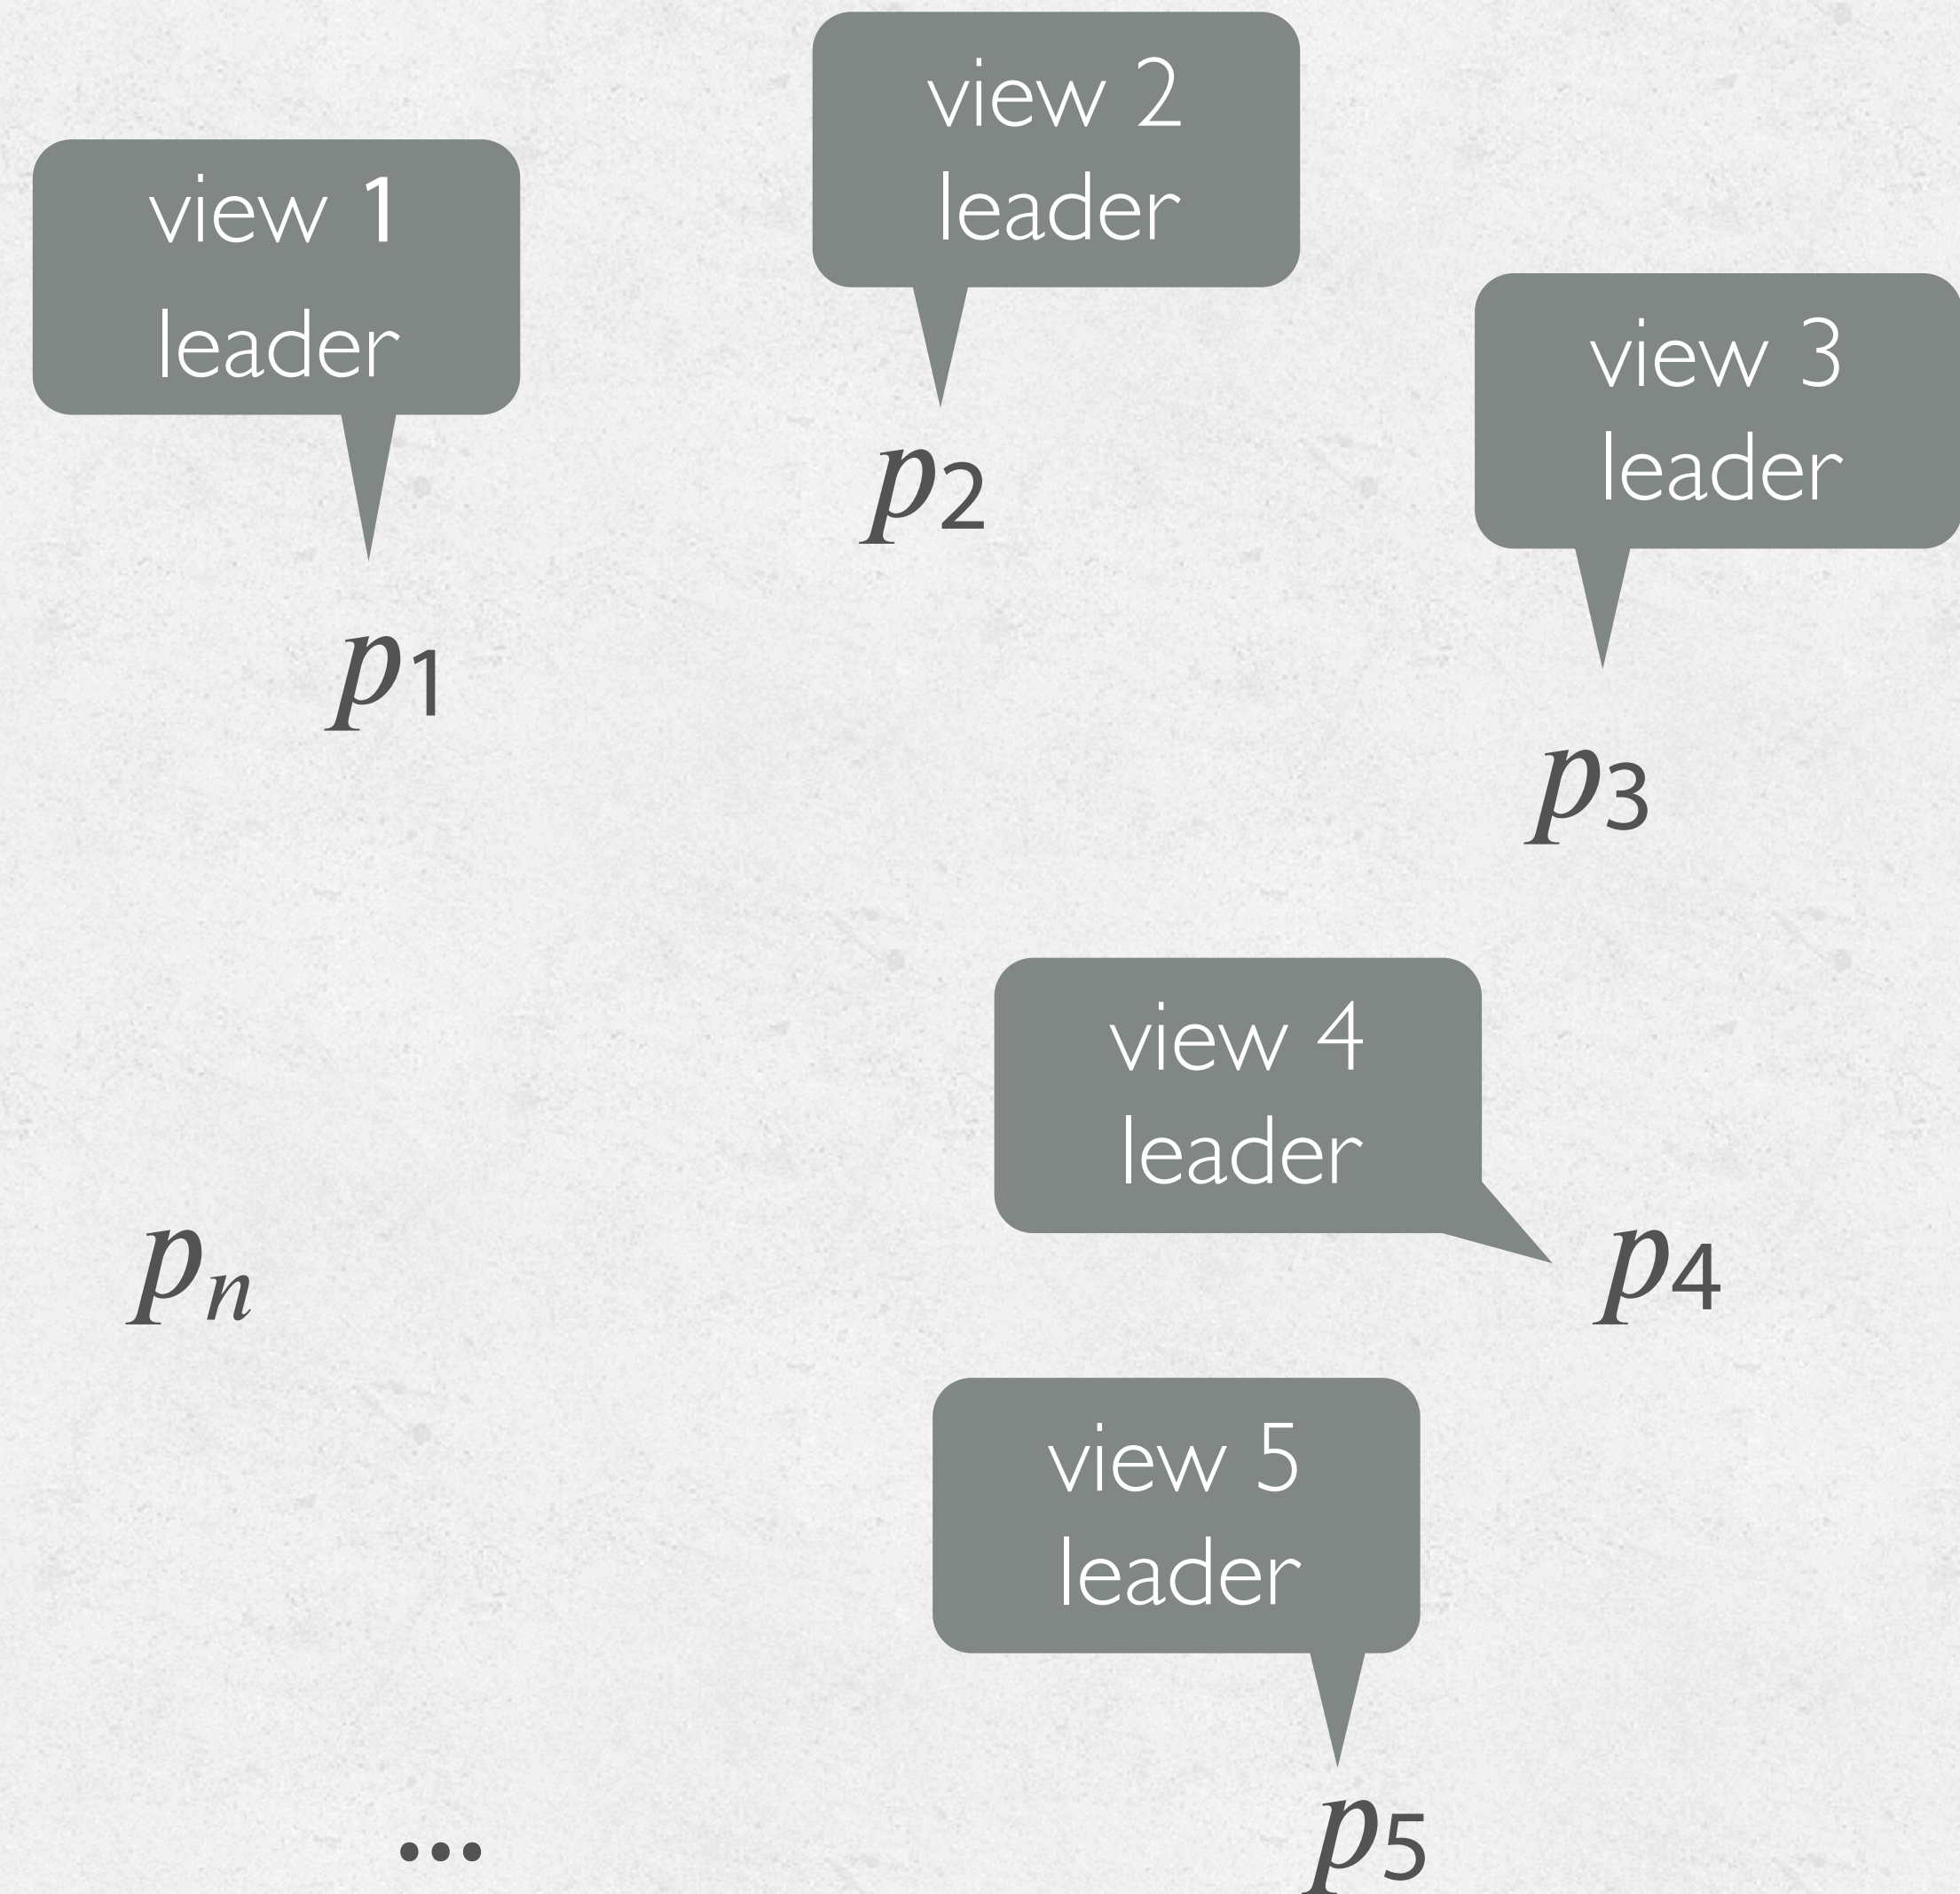 view 1
leader
p1
view 2
leader
p2
view 3
leader
p3
view 4
leader
p4
view 5
leader
p5
...
pn